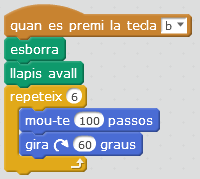 quan es premi la tecla b
esborra
llapis avall
repeteix 6
mou-te 100 passos
gira 60 graus